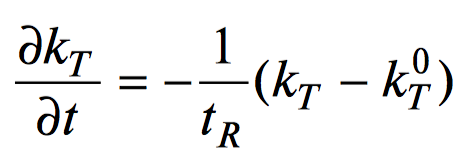 ∂k_T/∂t = −1/t_R (k_T − k_T^0)